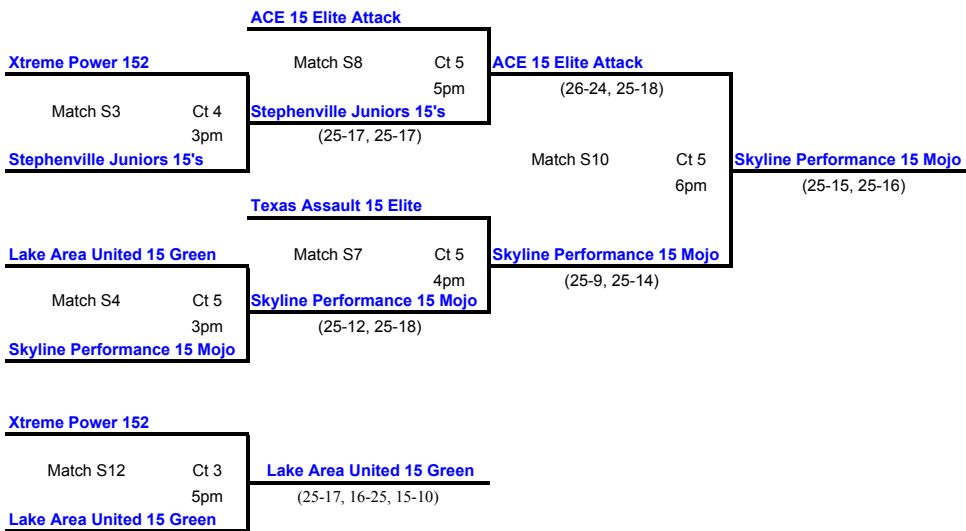 ACE 15 Elite Attack
Xtreme Power 152
Match S8 Ct 5
ACE 15 Elite Attack
5pm
(26-24, 25-18)
Match S3 Ct 4
Stephenville Juniors 15's
3pm
(25-17, 25-17)
Stephenville Juniors 15's
Match S10 Ct 5
Skyline Performance 15 Mojo
6pm
(25-15, 25-16)
Texas Assault 15 Elite
Lake Area United 15 Green
Match S7 Ct 5
Skyline Performance 15 Mojo
4pm
(25-9, 25-14)
Match S4 Ct 5
Skyline Performance 15 Mojo
3pm
(25-12, 25-18)
Skyline Performance 15 Mojo
Xtreme Power 152
Match S12 Ct 3
Lake Area United 15 Green
5pm
(25-17, 16-25, 15-10)
Lake Area United 15 Green